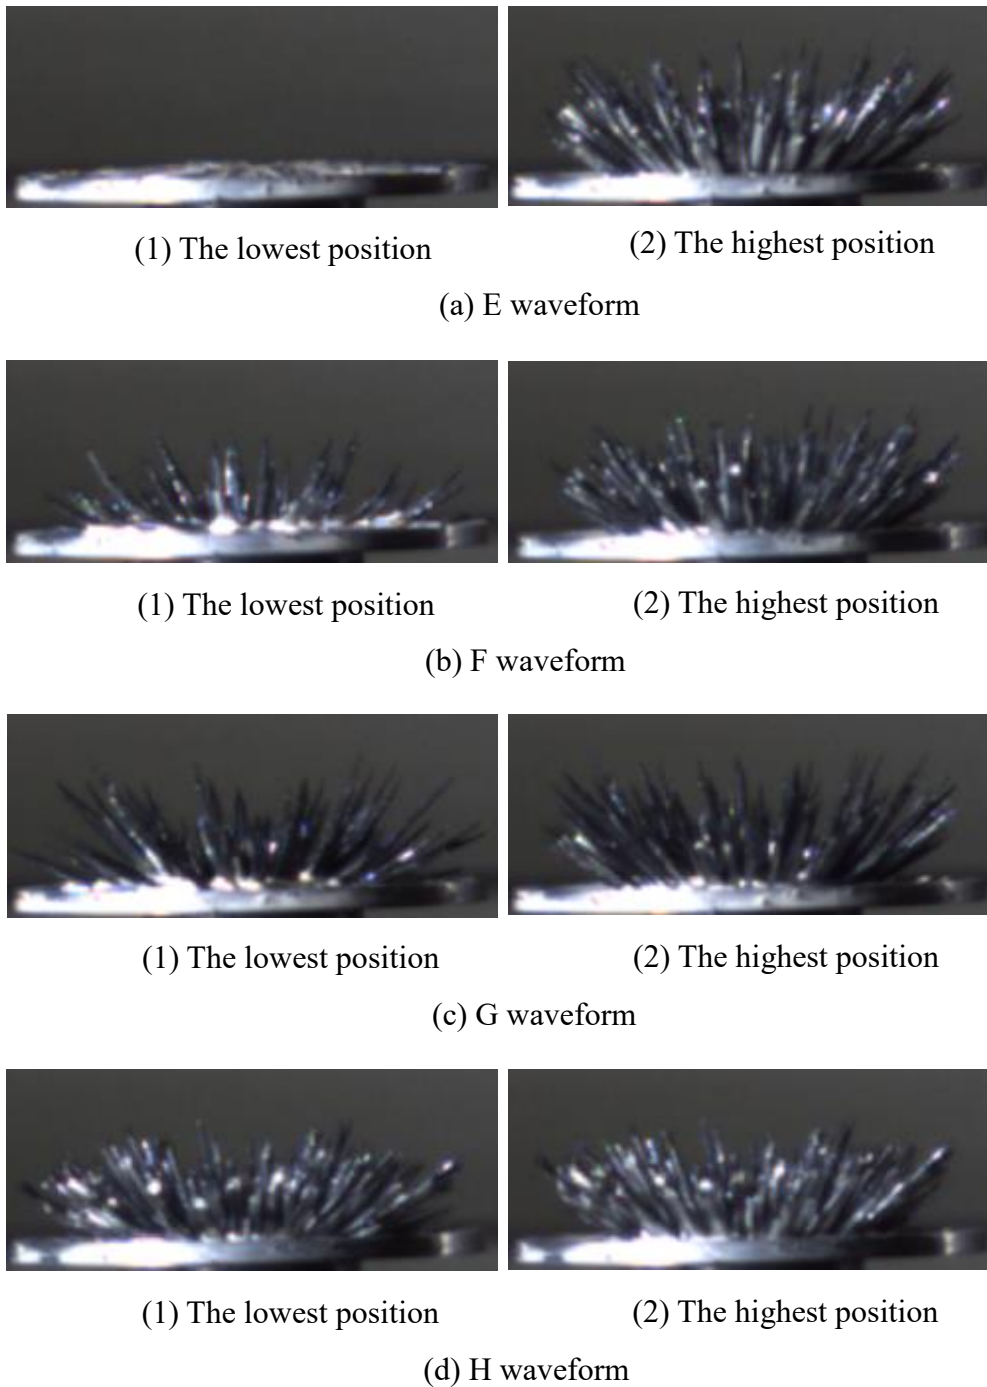 (1) The lowest position
(2) The highest position
(a) E waveform
(1) The lowest position
(2) The highest position
(b) F waveform
(1) The lowest position
(2) The highest position
(c) G waveform
(1) The lowest position
(2) The highest position
(d) H waveform